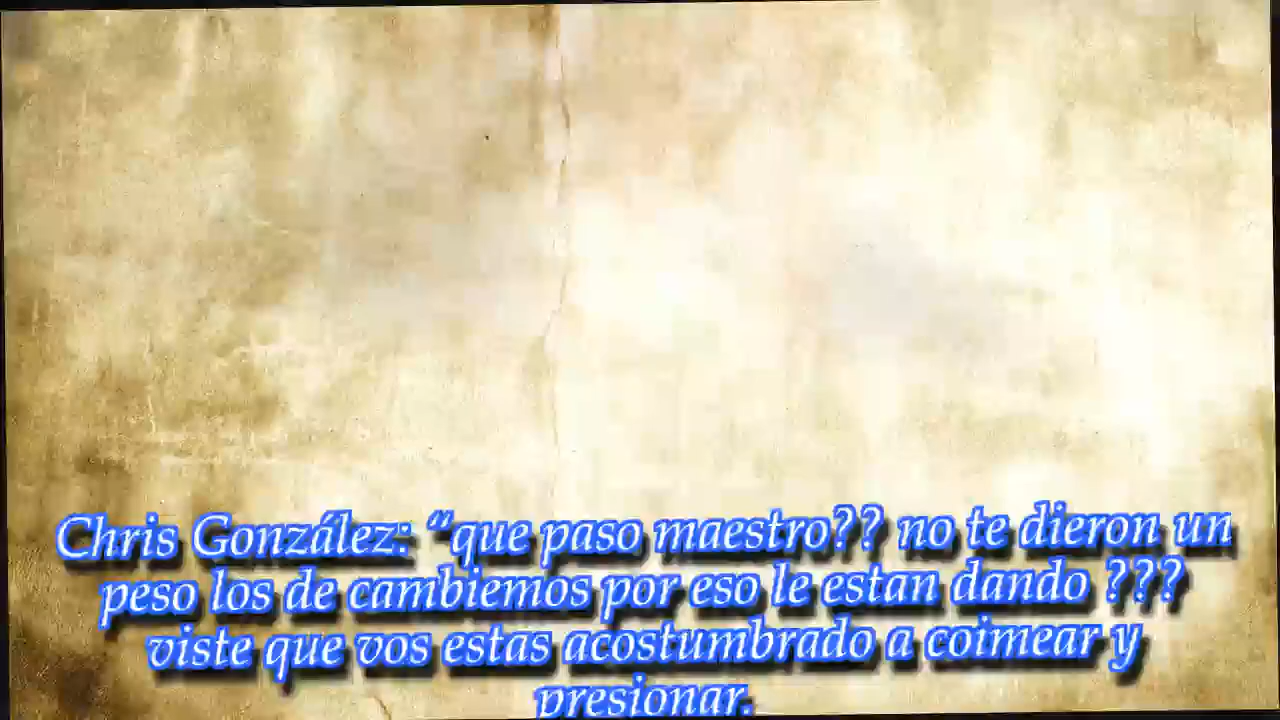 Chris González: “que paso maestro?? no te dieron un
peso los de cambiemos por eso le estan dando ???
viste que vos estas acostumbrado a coimear y
presionar.